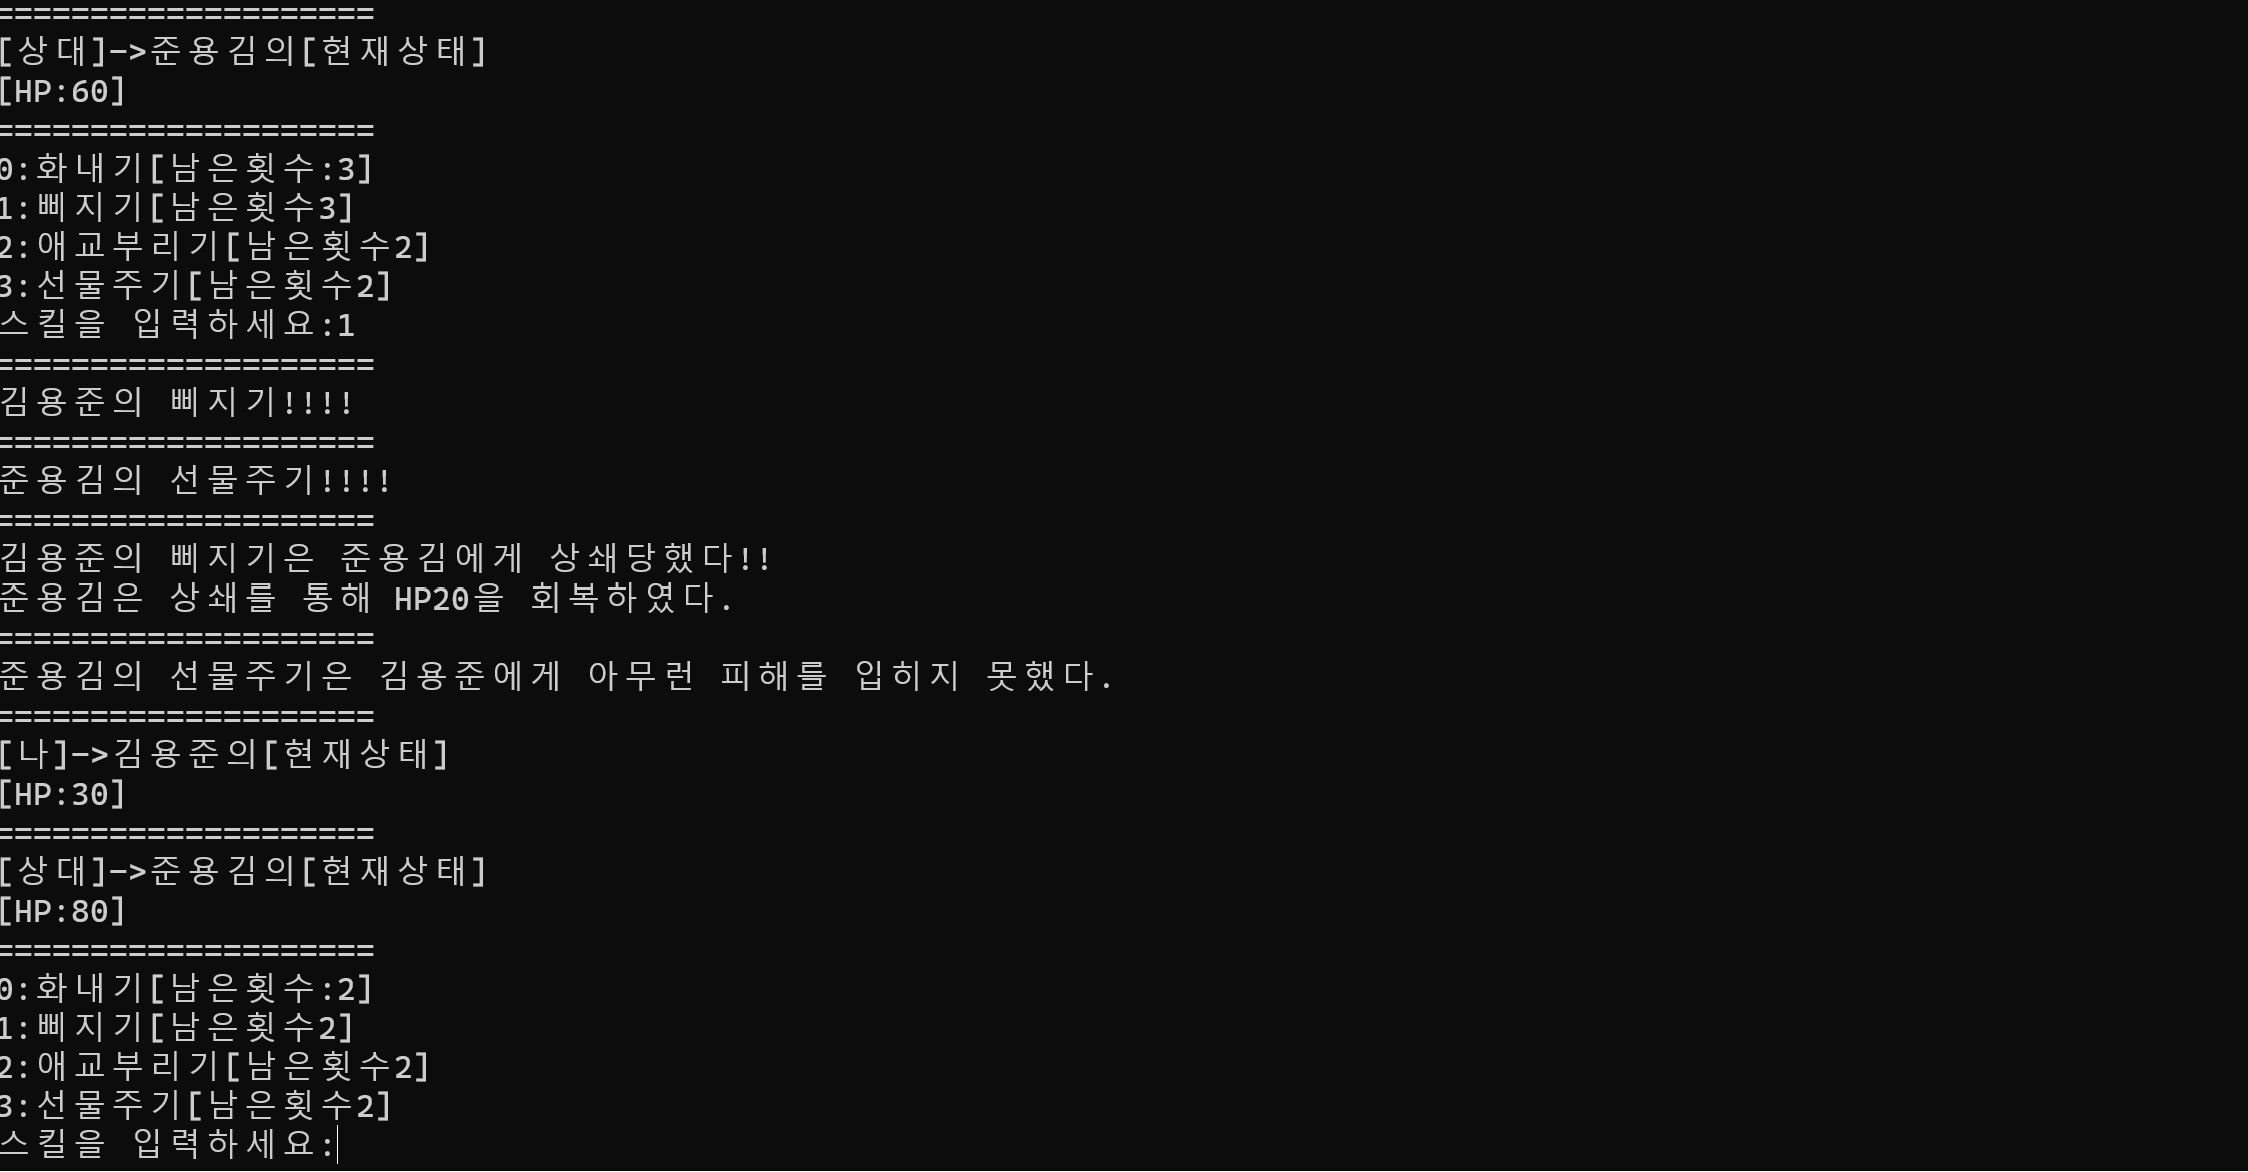 ====================
[상대]->준용김의[현재상태]
[HP:60]
====================
0:화내기[남은횟수:3]
1:삐지기[남은횟수3]
2:애교부리기[남은횟수2]
3:선물주기[남은횟수2]
스킬을 입력하세요:1
====================
김용준의 삐지기!!!!
====================
준용김의 선물주기!!!!
====================
김용준의 삐지기은 준용김에게 상쇄당했다!!
준용김은 상쇄를 통해 HP20을 회복하였다.
====================
준용김의 선물주기은 김용준에게 아무런 피해를 입히지 못했다.
====================
[나]->김용준의[현재상태]
[HP:30]
====================
[상대]->준용김의[현재상태]
[HP:80]
====================
0:화내기[남은횟수:2]
1:삐지기[남은횟수2]
2:애교부리기[남은횟수2]
3:선물주기[남은횟수2]
스킬을 입력하세요: